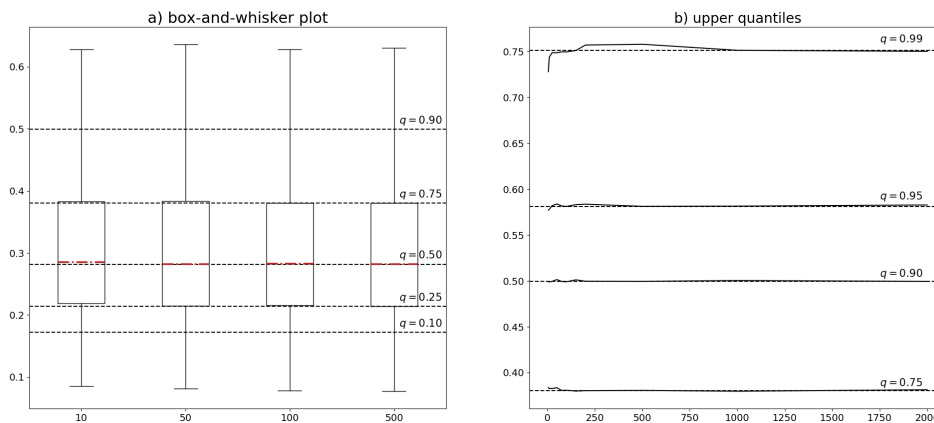 a) box-and-whisker plot
0.6
0.5
0.4
0.3
0.2
0.1
q = 0.90
q = 0.75
q = 0.50
q = 0.25
q = 0.10
10 50 100 500
b) upper quantiles
0.75
0.70
0.65
0.60
0.55
0.50
0.45
0.40
q = 0.99
q = 0.95
q = 0.90
q = 0.75
0 250 500 750 1000 1250 1500 1750 2000